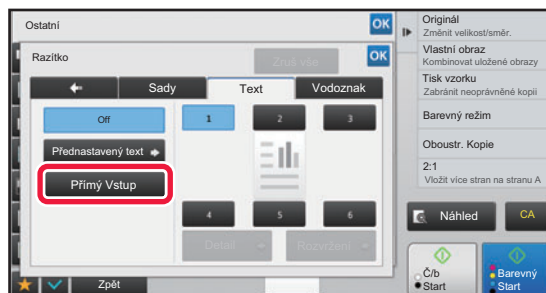 Ostatní
OK
Razítko
Zruš vše
OK
Sady
Text
Vodoznak
Off
Přednastavený text
Přímý Vstup
1
2
3
4
5
6
Detail
Rozvržení
Zpět
Originál
Změnit velikost/směr.
Vlastní obraz
Kombinovat uložené obrazy
Tisk vzorku
Zabránit neoprávněné kopii
Barevný režim
Oboustr. Kopie
2:1
Vložit více stran na stranu A
Náhled
CA
Č/b
Start
Barevný
Start